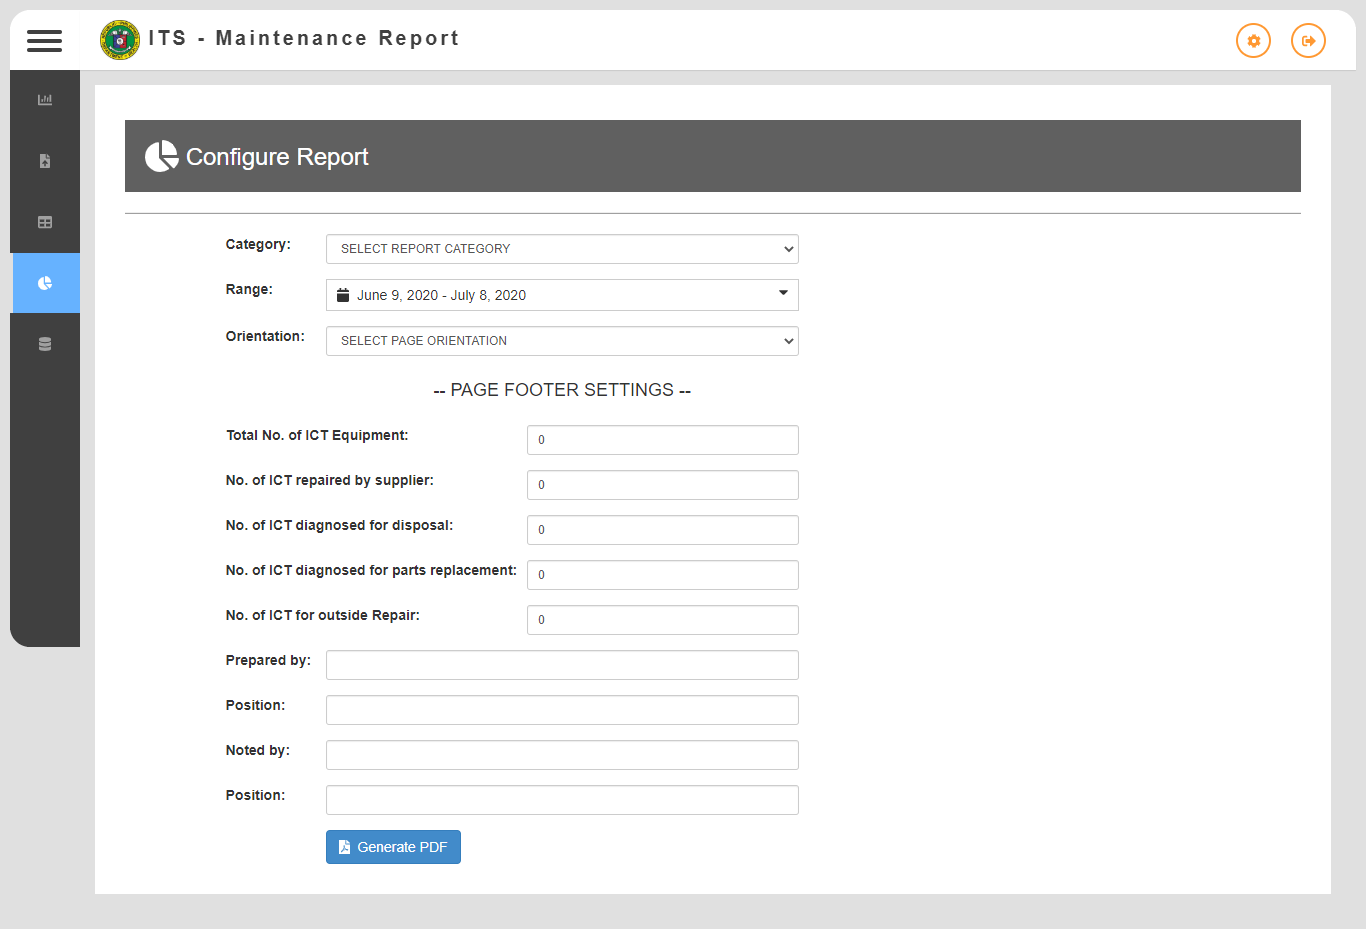 ITS - Maintenance Report
Configure Report
Category: SELECT REPORT CATEGORY
Range: June 9, 2020 - July 8, 2020
Orientation: SELECT PAGE ORIENTATION
-- PAGE FOOTER SETTINGS --
Total No. of ICT Equipment: 0
No. of ICT repaired by supplier: 0
No. of ICT diagnosed for disposal: 0
No. of ICT diagnosed for parts replacement: 0
No. of ICT for outside Repair: 0
Prepared by:
Position:
Noted by:
Position:
Generate PDF